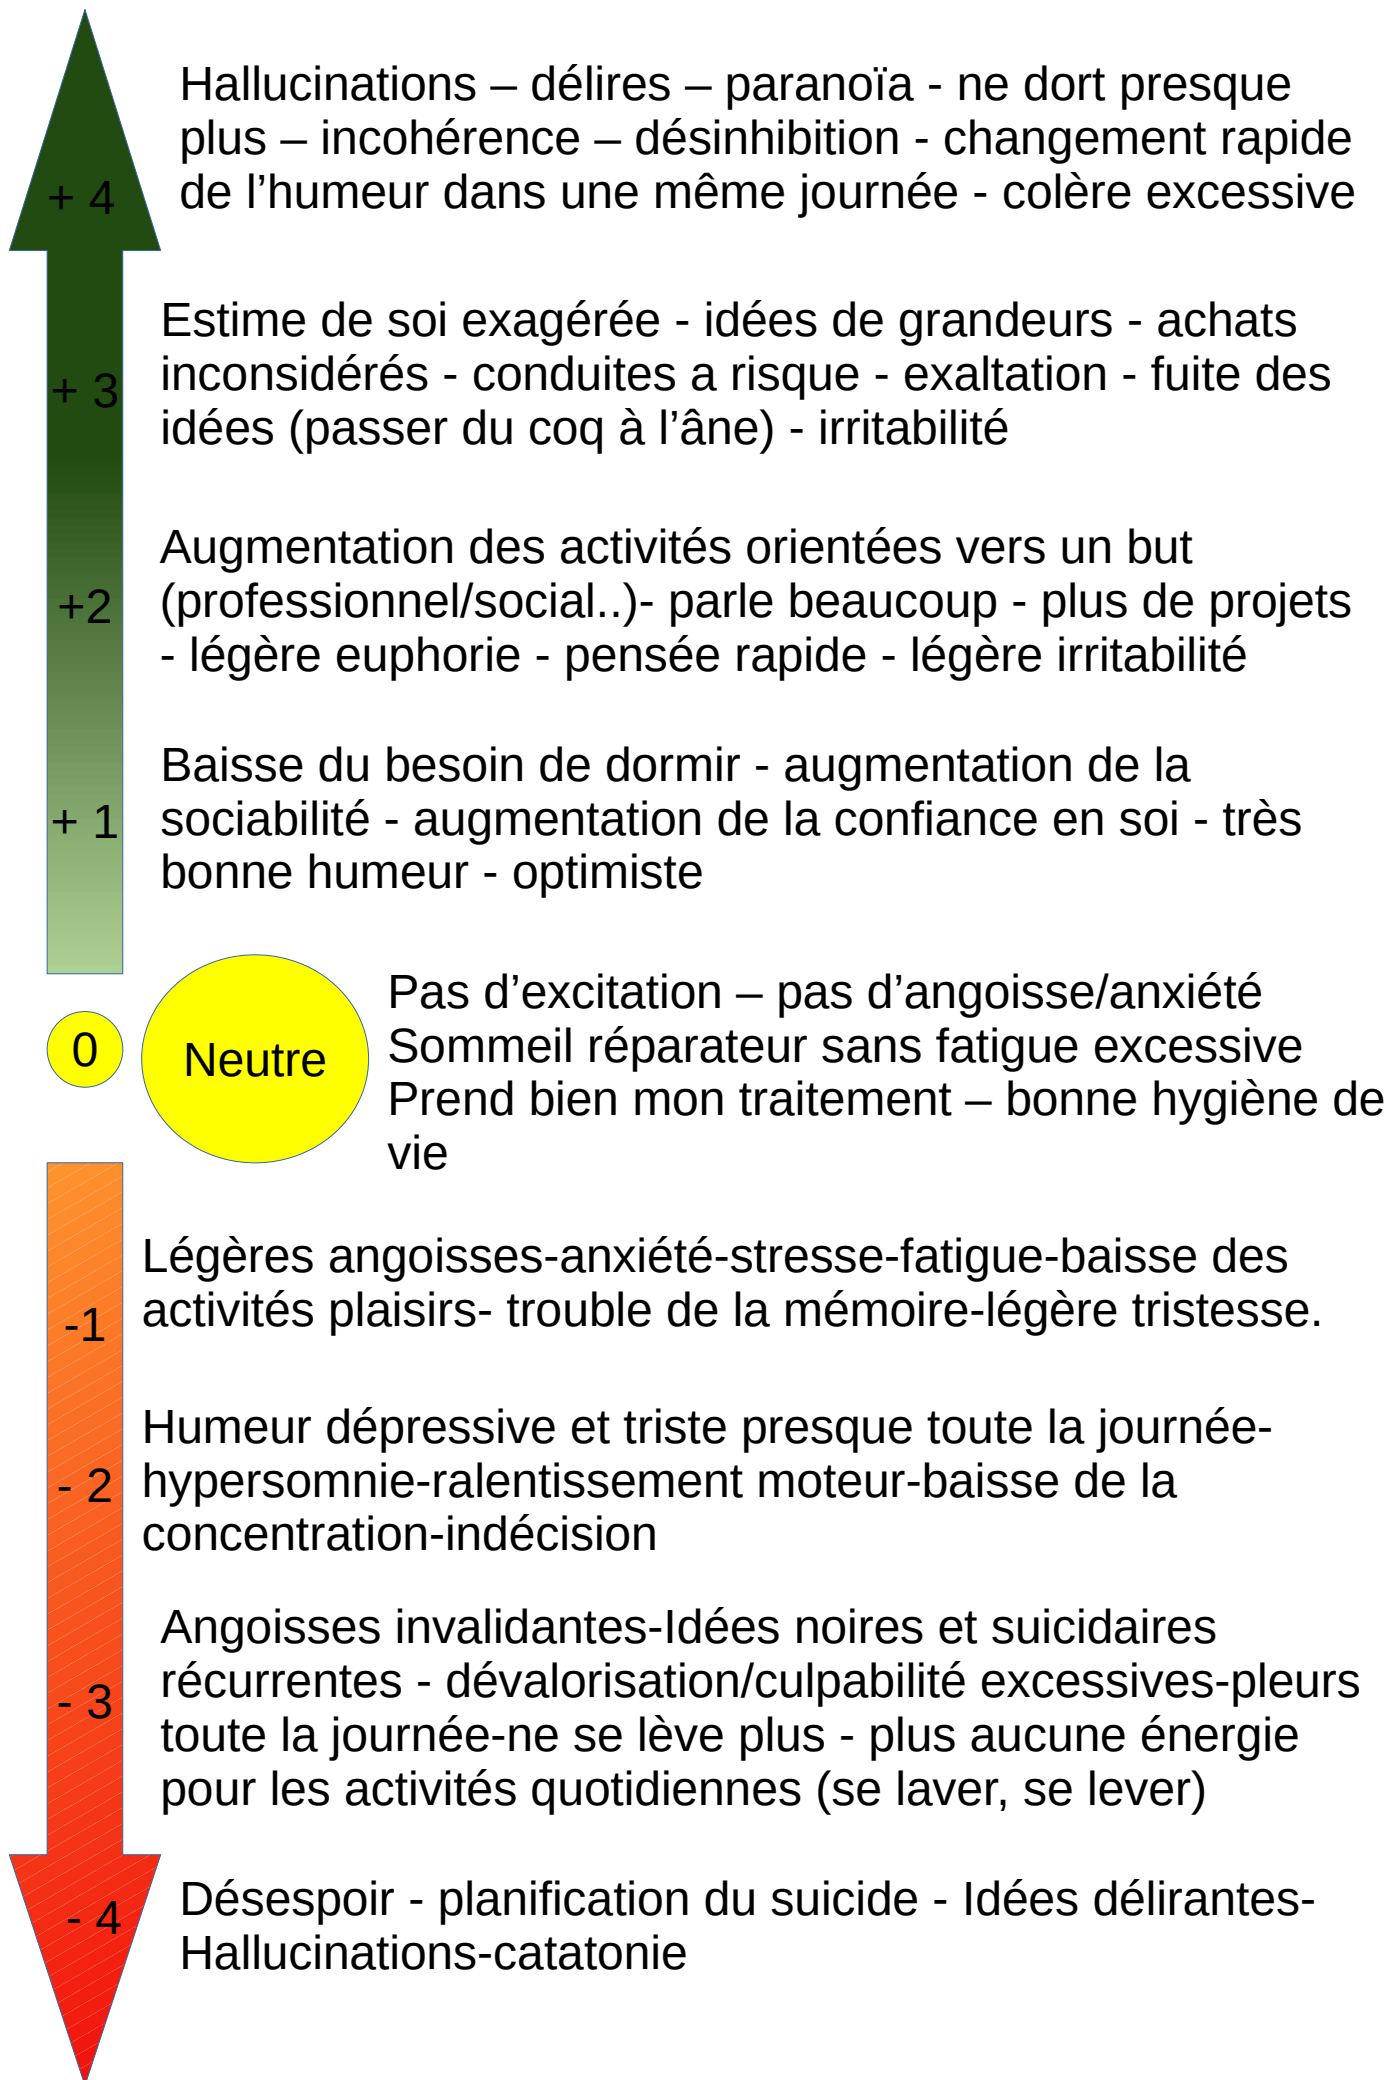 Hallucinations – délires – paranoïa - ne dort presque
plus – incohérence – désinhibition - changement rapide
+ 4
de l’humeur dans une même journée - colère excessive
Estime de soi exagérée - idées de grandeurs - achats
+ 3
inconsidérés - conduites a risque - exaltation - fuite des
idées (passer du coq à l’âne) - irritabilité
Augmentation des activités orientées vers un but
+2
(professionnel/social..)- parle beaucoup - plus de projets
- légère euphorie - pensée rapide - légère irritabilité
Baisse du besoin de dormir - augmentation de la
+ 1
sociabilité - augmentation de la confiance en soi - très
bonne humeur - optimiste
0
Neutre
Pas d’excitation – pas d’angoisse/anxiété
Sommeil réparateur sans fatigue excessive
Prend bien mon traitement – bonne hygiène de
vie
Légères angoisses-anxiété-stresse-fatigue-baisse des
-1
activités plaisirs- trouble de la mémoire-légère tristesse.
Humeur dépressive et triste presque toute la journée-
- 2
hypersomnie-ralentissement moteur-baisse de la
concentration-indécision
Angoisses invalidantes-Idées noires et suicidaires
récurrentes - dévalorisation/culpabilité excessives-pleurs
- 3
toute la journée-ne se lève plus - plus aucune énergie
pour les activités quotidiennes (se laver, se lever)
- 4
Désespoir - planification du suicide - Idées délirantes-
Hallucinations-catatonie